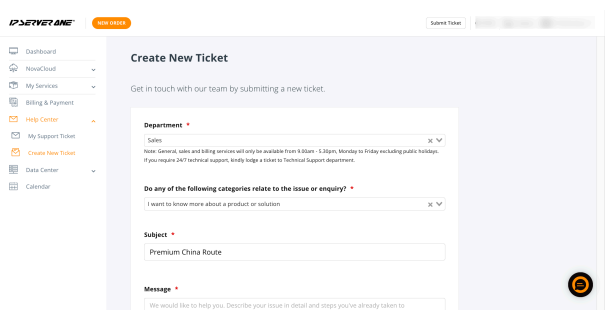 IP SERVER ONE
NEW ORDER
Submit Ticket
Dashboard
NovaCloud
My Services
Billing & Payment
Help Center
My Support Ticket
Create New Ticket
Data Center
Calendar
Create New Ticket
Get in touch with our team by submitting a new ticket.
Department *
Sales
Note: General, sales and billing services will only be available from 9.00am - 5.30pm, Monday to Friday excluding public holidays.
If you require 24/7 technical support, kindly lodge a ticket to Technical Support department.
Do any of the following categories relate to the issue or enquiry? *
I want to know more about a product or solution
Subject *
Premium China Route
Message *
We would like to help you. Describe your issue in detail and steps you've already taken to